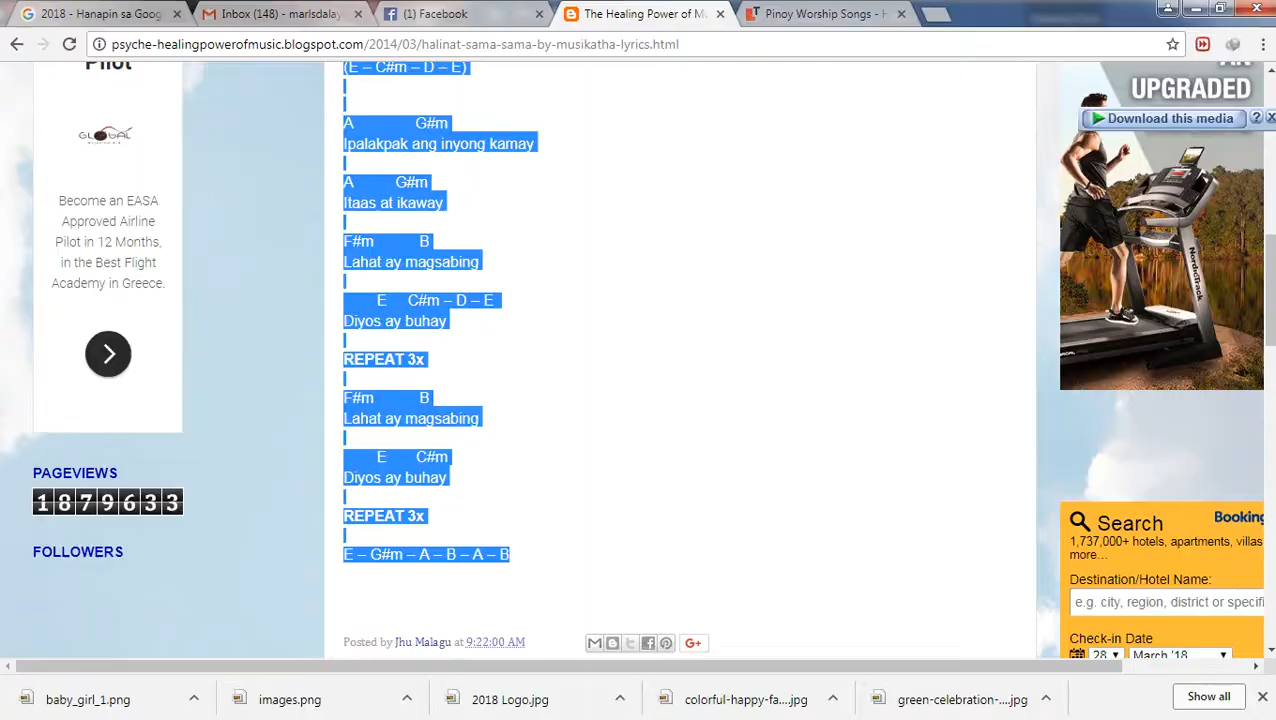 2018 - Hanapin sa Goog
Inbox (148) - marlsdalay
(1) Facebook
The Healing Power of M
Pinoy Worship Songs - H
psyche-healingpowerofmusic.blogspot.com/2014/03/halinat-sama-sama-by-musikatha-lyrics.html
Pilot
GLOBAL
Become an EASA
Approved Airline
Pilot in 12 Months,
in the Best Flight
Academy in Greece.
PAGEVIEWS
1879633
FOLLOWERS
(E – C#m – D – E)
A G#m
Ipalakpak ang inyong kamay
A G#m
Itaas at ikaway
F#m B
Lahat ay magsabing
E C#m – D – E
Diyos ay buhay
REPEAT 3x
F#m B
Lahat ay magsabing
E C#m
Diyos ay buhay
REPEAT 3x
E – G#m – A – B – A – B
Posted by Jhu Malagu at 9:22:00 AM
G+
AN
UPGRADED
Download this media
?
NordicTrack
Search
Booking
1,737,000+ hotels, apartments, villas
more...
Destination/Hotel Name:
e.g. city, region, district or specifi
Check-in Date
28 March '18
baby_girl_1.png
images.png
2018 Logo.jpg
colorful-happy-fa....jpg
green-celebration-....jpg
Show all